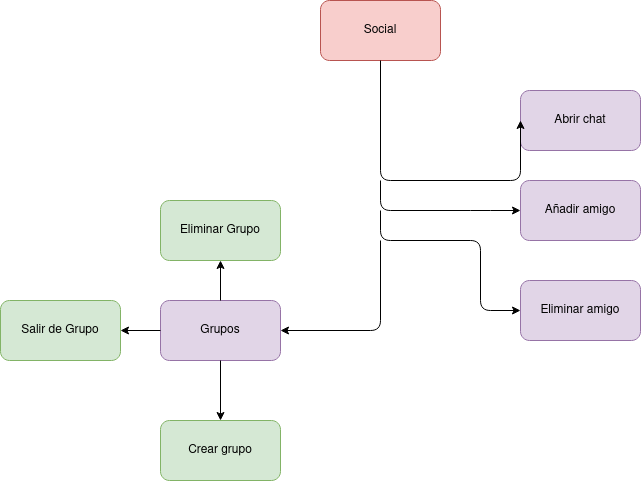 Social
Abrir chat
Añadir amigo
Eliminar Grupo
Eliminar amigo
Salir de Grupo
Grupos
Crear grupo